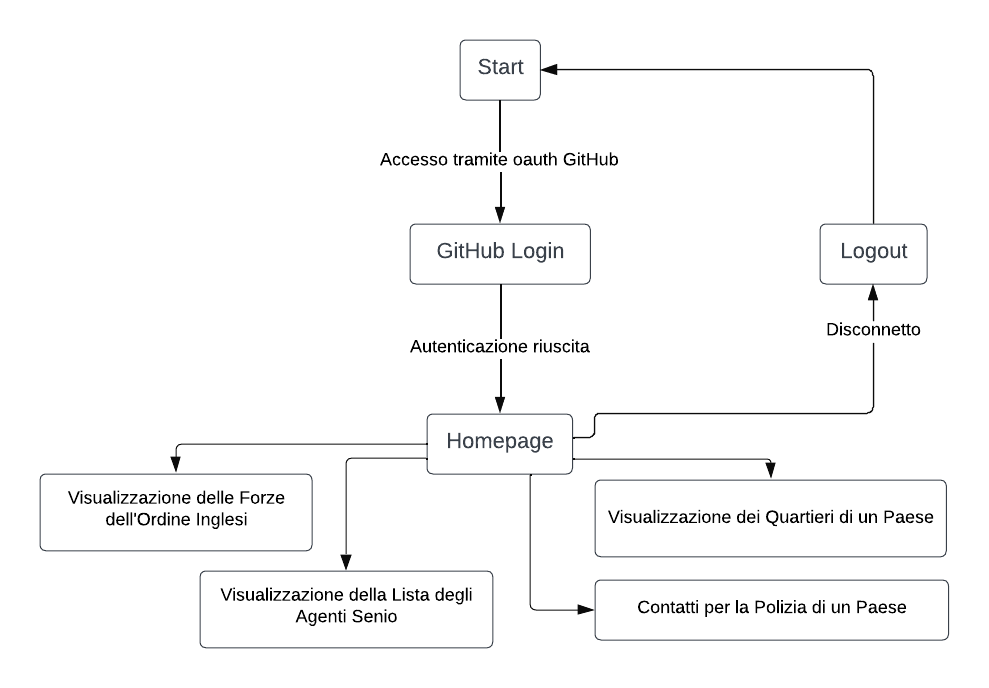 Start
Accesso tramite oauth GitHub
GitHub Login
Logout
Disconnetto
Autenticazione riuscita
Homepage
Visualizzazione delle Forze
dell'Ordine Inglesi
Visualizzazione dei Quartieri di un Paese
Visualizzazione della Lista degli
Agenti Senio
Contatti per la Polizia di un Paese